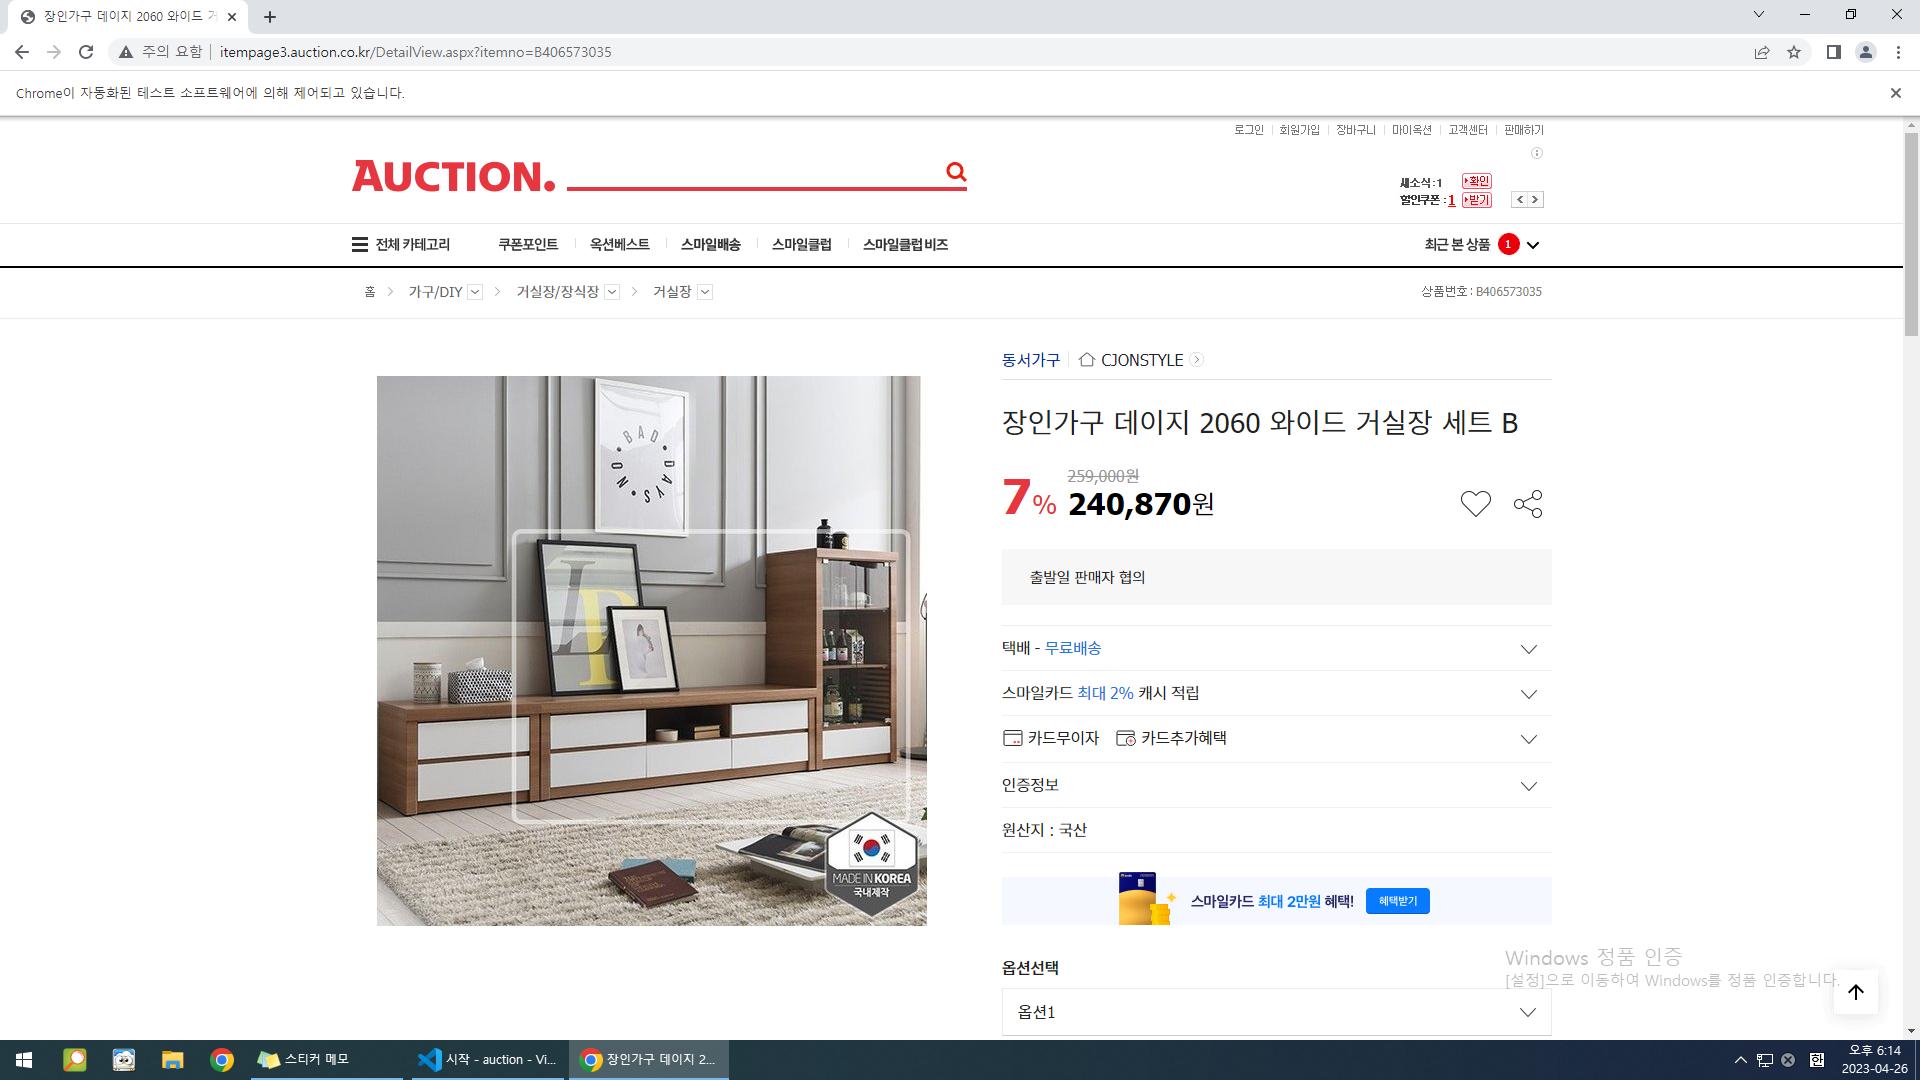 장인가구 데이지 2060 와이드 거
주의 요함
itempage3.auction.co.kr/DetailView.aspx?itemno=B406573035
Chrome이 자동화된 테스트 소프트웨어에 의해 제어되고 있습니다.
로그인 회원가입 장바구니 마이옥션 고객센터 판매하기
AUCTION.
새소식 : 1 확인
할인쿠폰 : 1 받기
전체 카테고리 쿠폰포인트 옥션베스트 스마일배송 스마일클럽 스마일클럽 비즈 최근 본 상품 1
홈 가구/DIY 거실장/장식장 거실장 상품번호 : B406573035
동서가구 CJONSTYLE
장인가구 데이지 2060 와이드 거실장 세트 B
259,000원
7% 240,870원
출발일 판매자 협의
택배 - 무료배송
스마일카드 최대 2% 캐시 적립
카드무이자 카드추가혜택
인증정보
원산지 : 국산
스마일카드 최대 2만원 혜택! 혜택받기
옵션선택
옵션1
BAD DAYS NO
MADE IN KOREA
국내제작
Windows 정품 인증
[설정]으로 이동하여 Windows를 정품 인증합니다.
스티커 메모
시작 - auction - Vi...
장인가구 데이지 2...
한
오후 6:14
2023-04-26